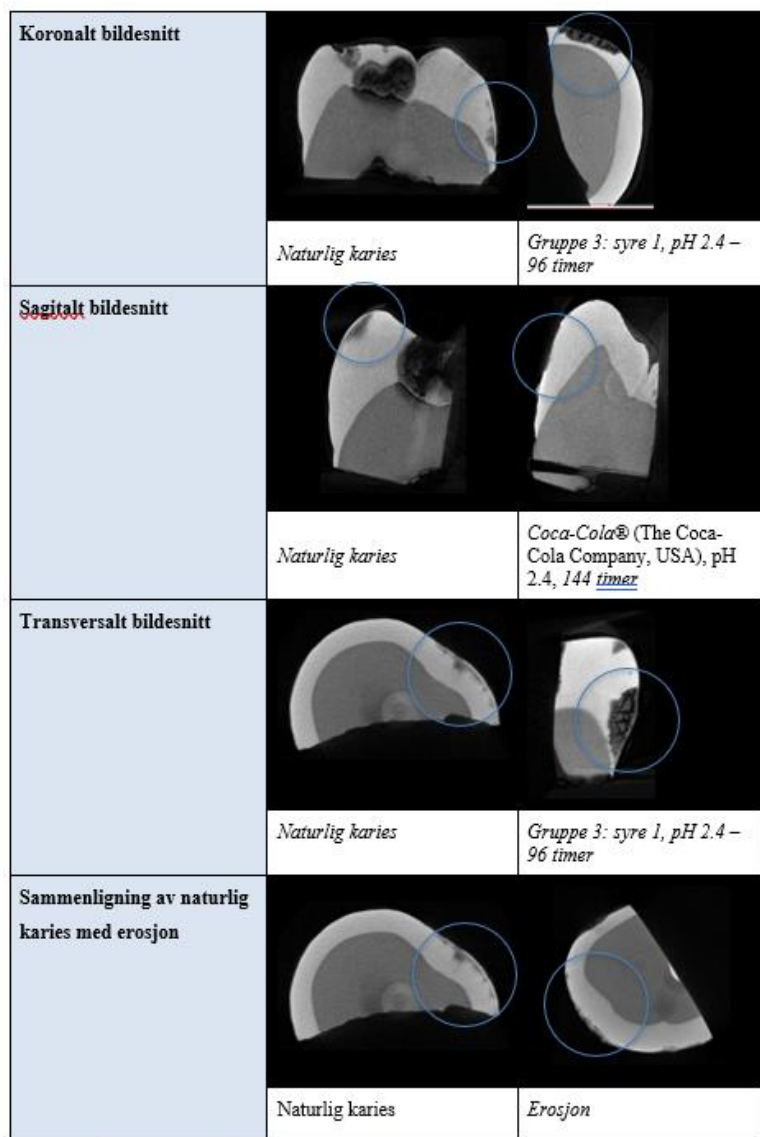 Koronalt bildesnitt
Naturlig karies
Gruppe 3: syre 1, pH 2.4 –
96 timer
Sagitalt bildesnitt
Naturlig karies
Coca-Cola® (The Coca-
Cola Company, USA), pH
2.4, 144 timer
Transversalt bildesnitt
Naturlig karies
Gruppe 3: syre 1, pH 2.4 –
96 timer
Sammenligning av naturlig
karies med erosjon
Naturlig karies
Erosjon